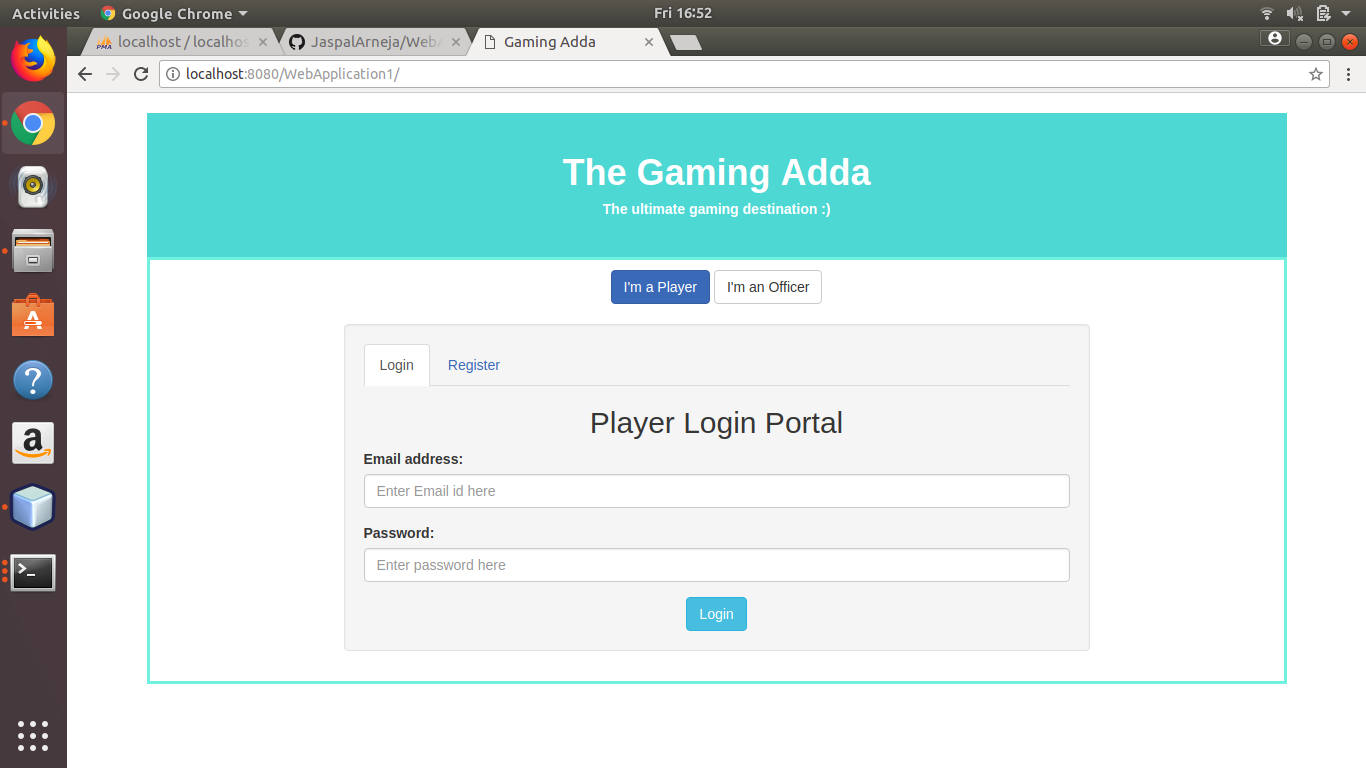 Activities Google Chrome Fri 16:52
PMA localhost / localhos JaspalArneja/WebA Gaming Adda
localhost:8080/WebApplication1/
The Gaming Adda
The ultimate gaming destination :)
I'm a Player I'm an Officer
Login Register
Player Login Portal
Email address:
Enter Email id here
Password:
Enter password here
Login